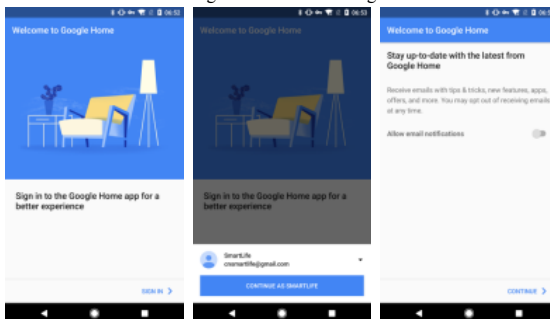 06:52
Welcome to Google Home
Sign in to the Google Home app for a
better experience
SIGN IN
06:53
Welcome to Google Home
Sign in to the Google Home app for a
better experience
SmartLife
cnsmartlife@gmail.com
CONTINUE AS SMARTLIFE
Welcome to Google Home
Stay up-to-date with the latest from
Google Home
Receive emails with tips & tricks, new features, apps,
offers, and more. You may opt out of receiving emails
at any time.
Allow email notifications
CONTINUE